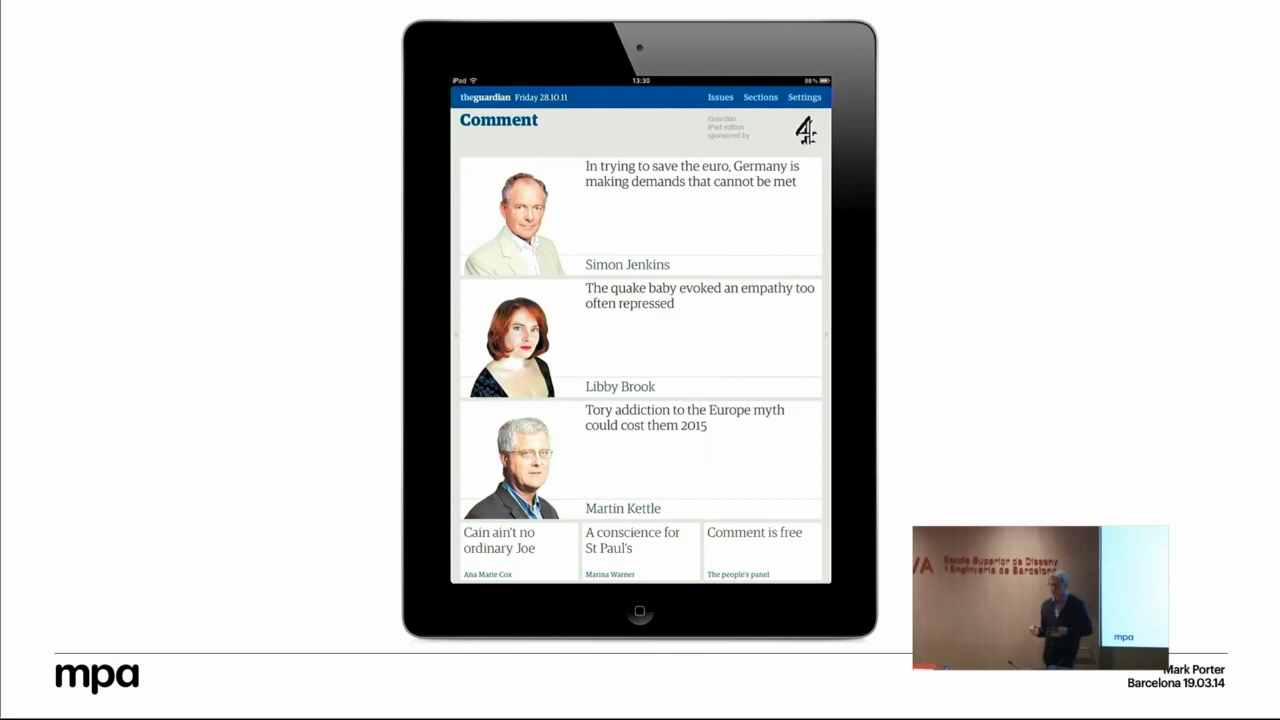 iPad
13:30
88%
theguardian Friday 28.10.11
Issues Sections Settings
Comment
Guardian
iPad edition
sponsored by
4
In trying to save the euro, Germany is
making demands that cannot be met
Simon Jenkins
The quake baby evoked an empathy too
often repressed
Libby Brook
Tory addiction to the Europe myth
could cost them 2015
Martin Kettle
Cain ain't no
ordinary Joe
Ana Marie Cox
A conscience for
St Paul's
Marina Warner
Comment is free
The people's panel
VA
Escola Superior de Disseny
i Enginyeria de Barcelona
mpa
mpa
Mark Porter
Barcelona 19.03.14